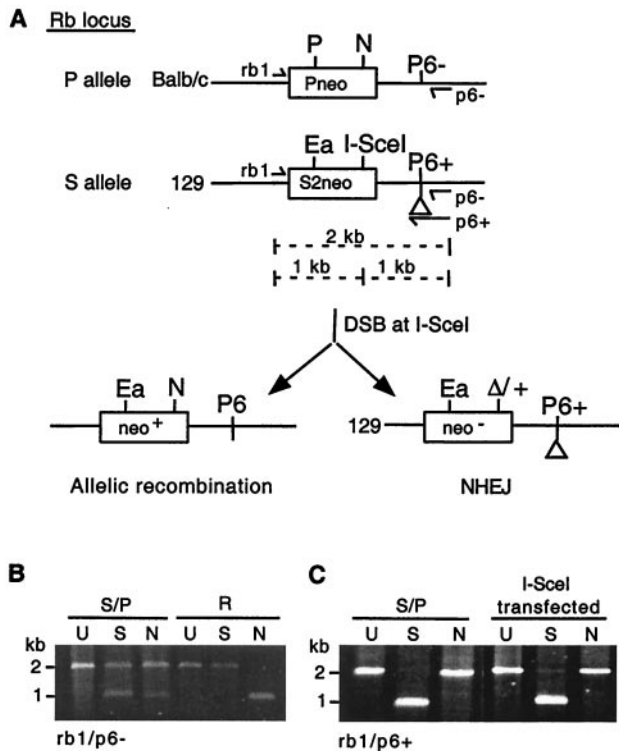 A
Rb locus
P allele
Balb/c
rb1
P
N
P6-
Pneo
p6-
S allele
129
rb1
Ea
I-SceI
P6+
S2neo
p6-
p6+
2 kb
1 kb
1 kb
DSB at I-SceI
Ea
N
P6
neo+
Allelic recombination
129
Ea
Δ/+
P6+
neo-
NHEJ
B
S/P
R
kb
U
S
N
U
S
N
2
1
rb1/p6-
C
S/P
I-SceI
transfected
kb
U
S
N
U
S
N
2
1
rb1/p6+